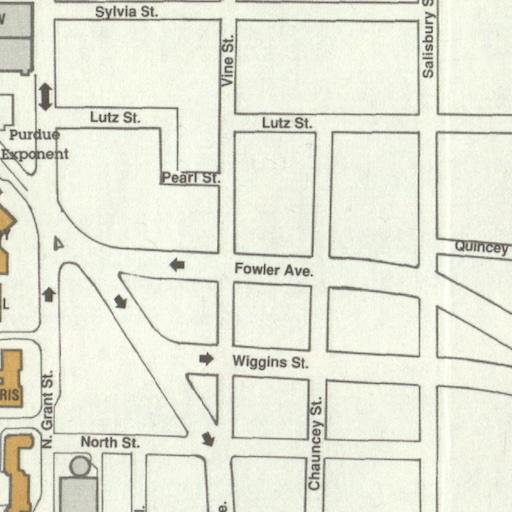 W
Sylvia St.
Vine St.
Salisbury S
Lutz St.
Lutz St.
Purdue
Exponent
Pearl St.
Quincey
Fowler Ave.
L
Wiggins St.
RIS
N. Grant St.
Chauncey St.
North St.
e.